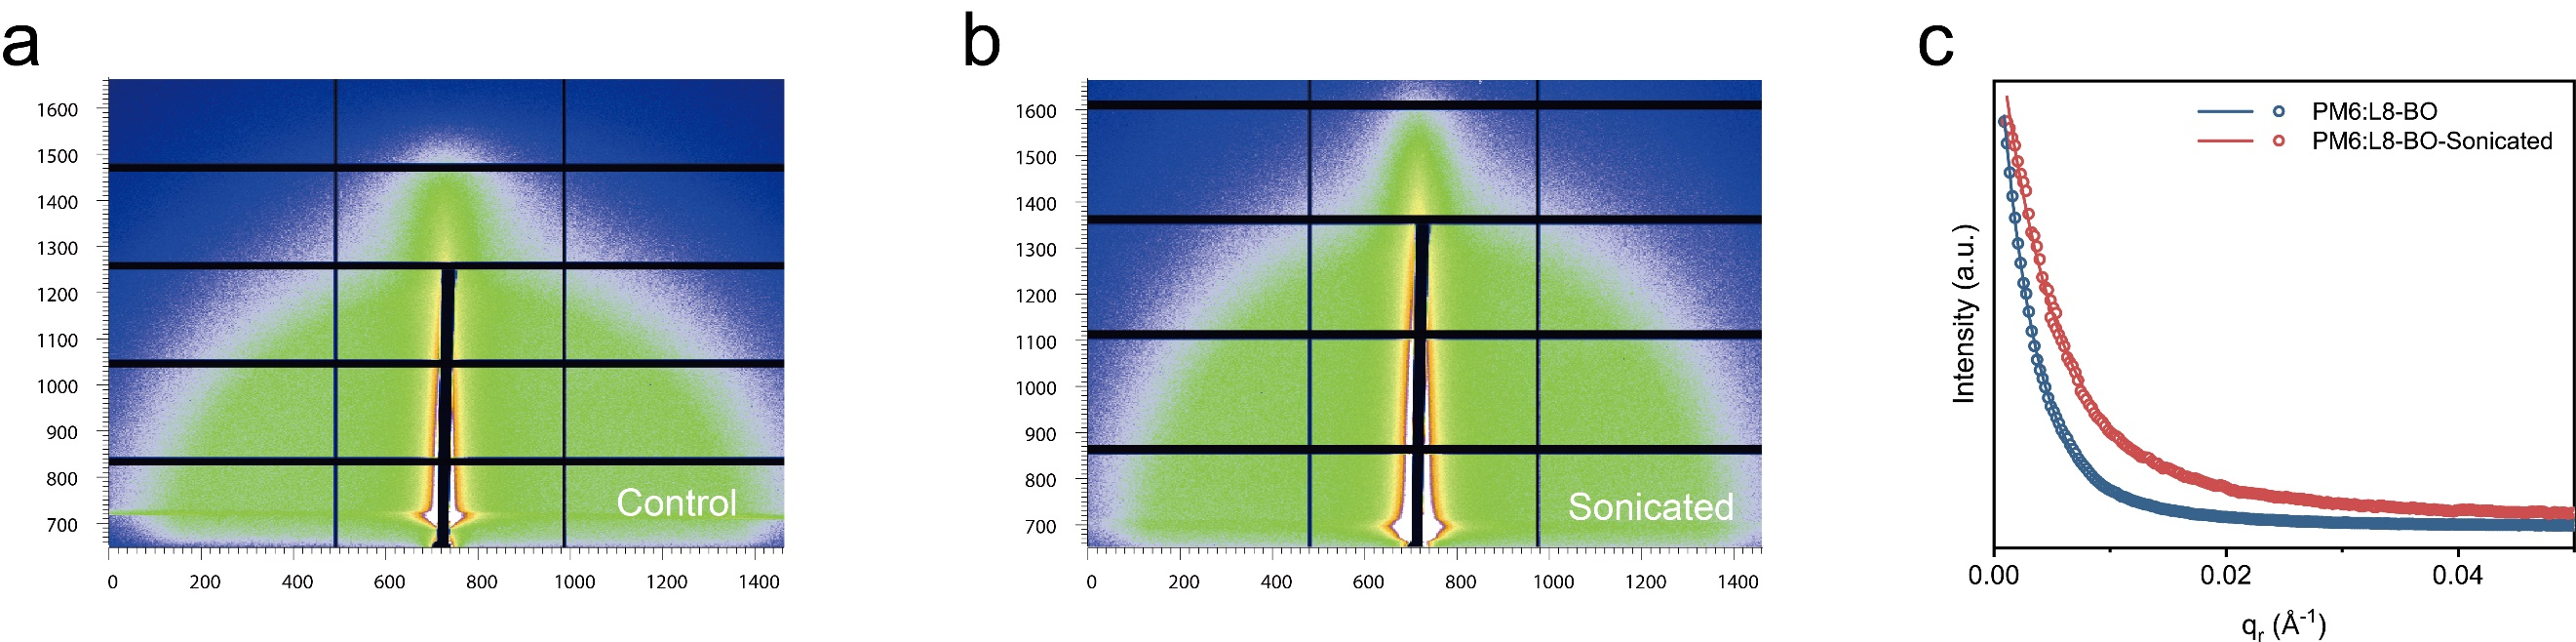 a
1600
1500
1400
1300
1200
1100
1000
900
800
700
Control
0 200 400 600 800 1000 1200 1400
b
1600
1500
1400
1300
1200
1100
1000
900
800
700
Sonicated
0 200 400 600 800 1000 1200 1400
c
Intensity (a.u.)
PM6:L8-BO
PM6:L8-BO-Sonicated
0.00 0.02 0.04
qr (Å-1)